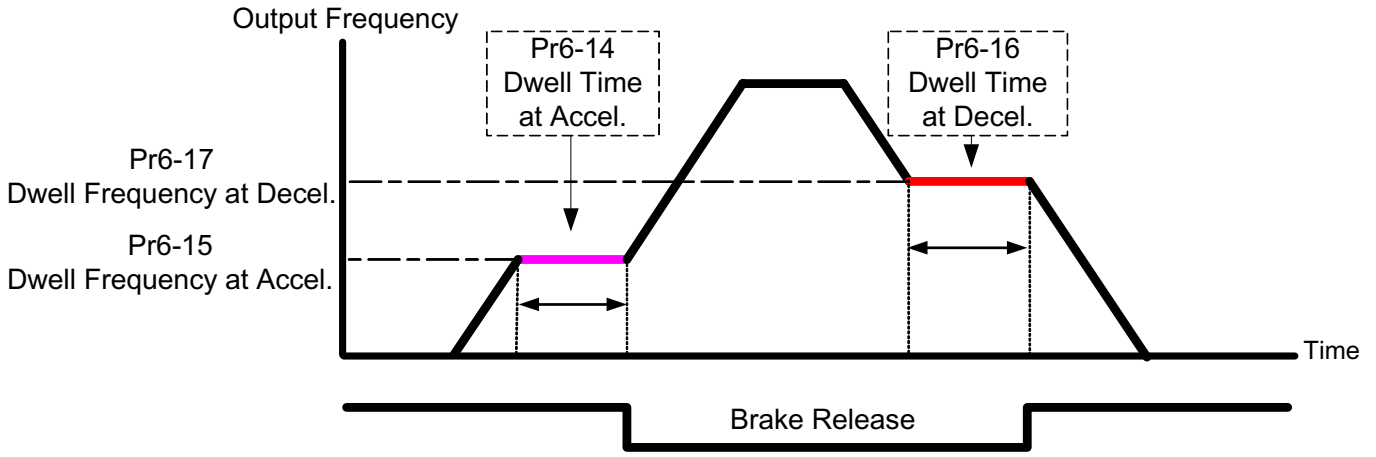 Output Frequency
Pr6-14
Dwell Time
at Accel.
Pr6-16
Dwell Time
at Decel.
Pr6-17
Dwell Frequency at Decel.
Pr6-15
Dwell Frequency at Accel.
Time
Brake Release